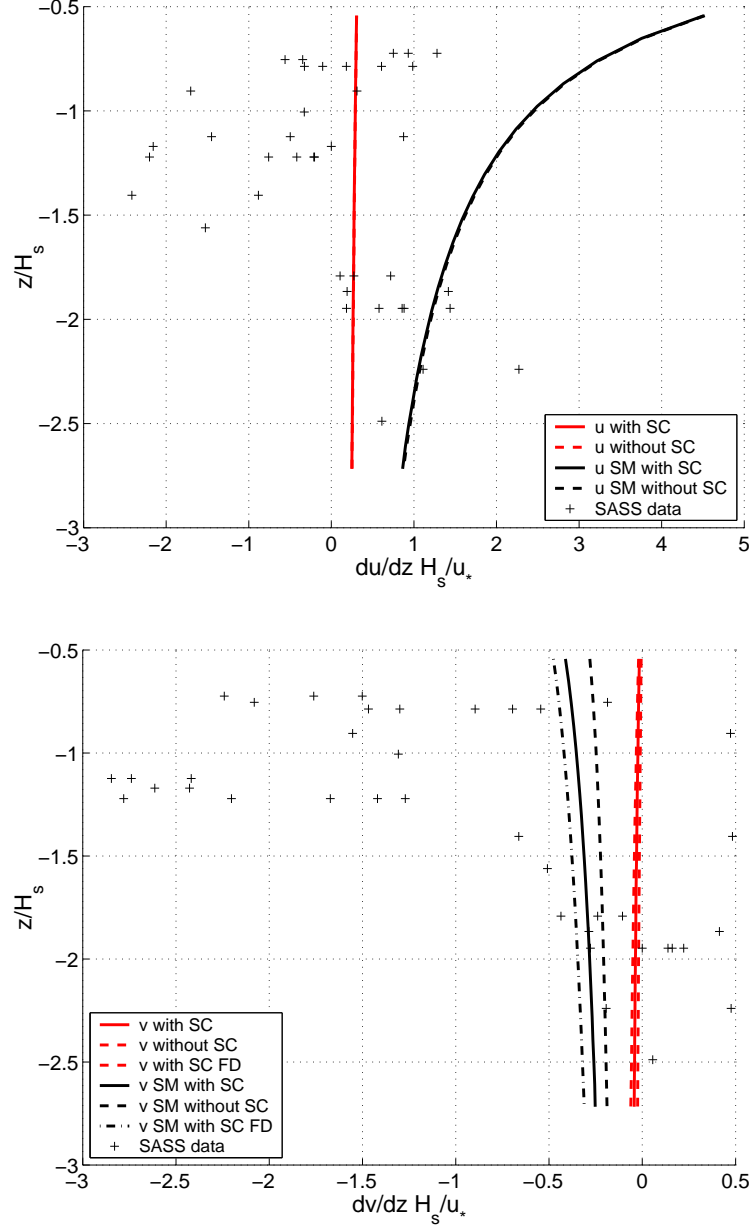 −0.5
−1
−1.5
−2
−2.5
−3
z/H_s
−3 −2 −1 0 1 2 3 4 5
du/dz H_s/u_*
u with SC
u without SC
u SM with SC
u SM without SC
SASS data
−0.5
−1
−1.5
−2
−2.5
−3
z/H_s
−3 −2.5 −2 −1.5 −1 −0.5 0 0.5
dv/dz H_s/u_*
v with SC
v without SC
v with SC FD
v SM with SC
v SM without SC
v SM with SC FD
SASS data